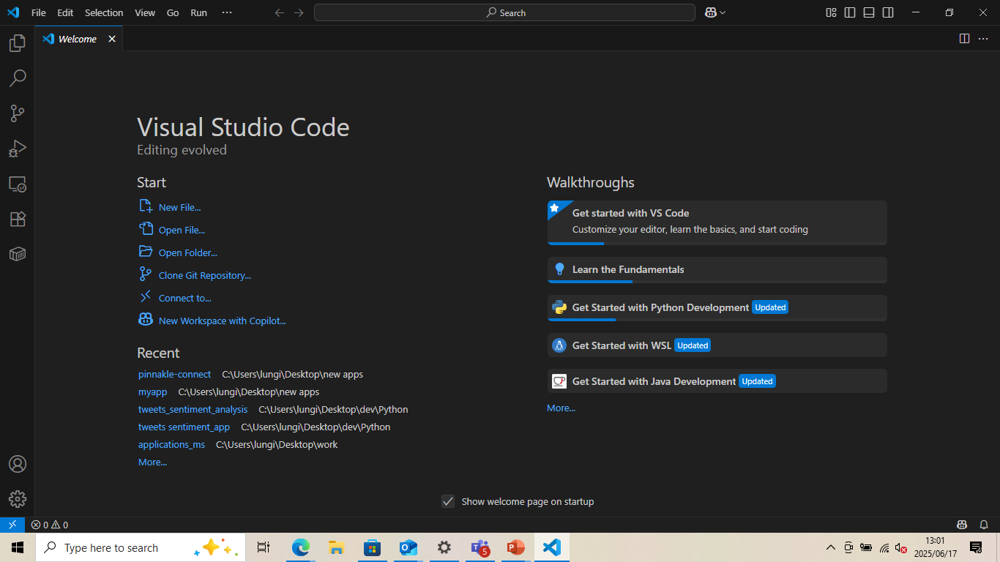 File Edit Selection View Go Run ···
Search
Welcome
Visual Studio Code
Editing evolved
Start
New File...
Open File...
Open Folder...
Clone Git Repository...
Connect to...
New Workspace with Copilot...
Recent
pinnakle-connect C:\Users\lungi\Desktop\new apps
myapp C:\Users\lungi\Desktop\new apps
tweets_sentiment_analysis C:\Users\lungi\Desktop\dev\Python
tweets sentiment_app C:\Users\lungi\Desktop\dev\Python
applications_ms C:\Users\lungi\Desktop\work
More...
Walkthroughs
Get started with VS Code
Customize your editor, learn the basics, and start coding
Learn the Fundamentals
Get Started with Python Development Updated
Get Started with WSL Updated
Get Started with Java Development Updated
More...
Show welcome page on startup
0 0
Type here to search
5
13:01
2025/06/17